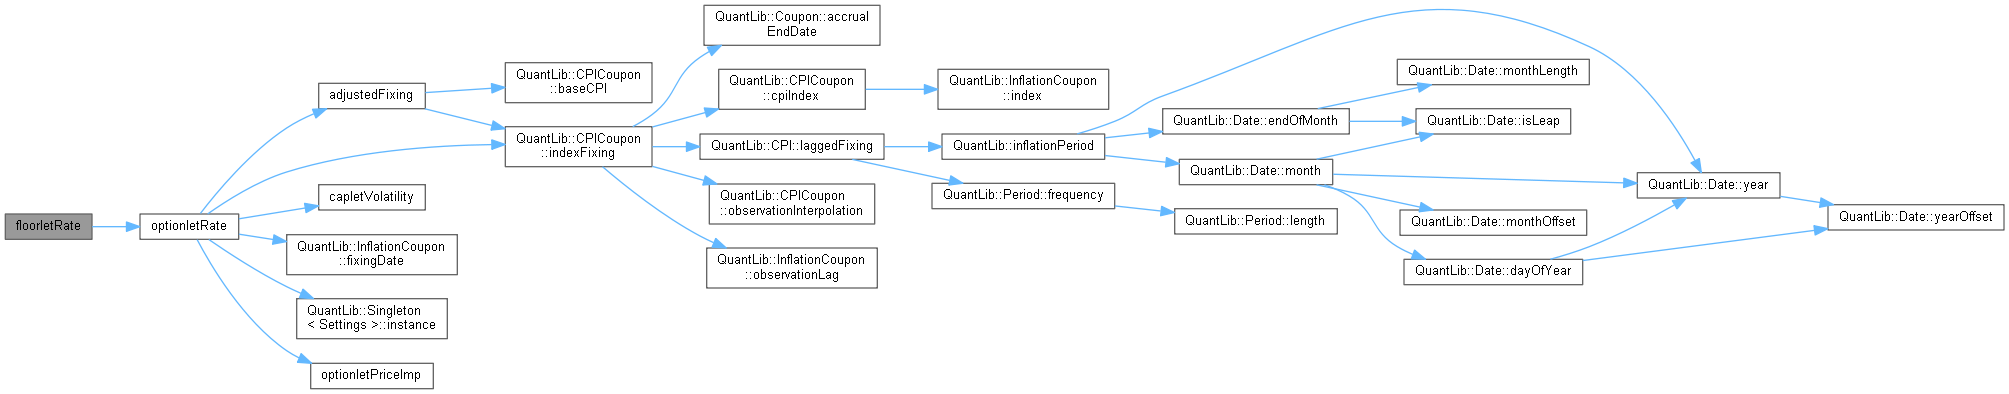 floorletRate
optionletRate
adjustedFixing
QuantLib::CPICoupon
::baseCPI
QuantLib::CPICoupon
::indexFixing
QuantLib::Coupon::accrual
EndDate
QuantLib::CPICoupon
::cpiIndex
QuantLib::InflationCoupon
::index
QuantLib::CPI::laggedFixing
QuantLib::inflationPeriod
QuantLib::Date::endOfMonth
QuantLib::Date::monthLength
QuantLib::Date::isLeap
QuantLib::Date::month
QuantLib::Date::year
QuantLib::Date::yearOffset
QuantLib::Date::monthOffset
QuantLib::Date::dayOfYear
QuantLib::Period::frequency
QuantLib::Period::length
QuantLib::CPICoupon
::observationInterpolation
QuantLib::InflationCoupon
::observationLag
capletVolatility
QuantLib::InflationCoupon
::fixingDate
QuantLib::Singleton
< Settings >::instance
optionletPriceImp